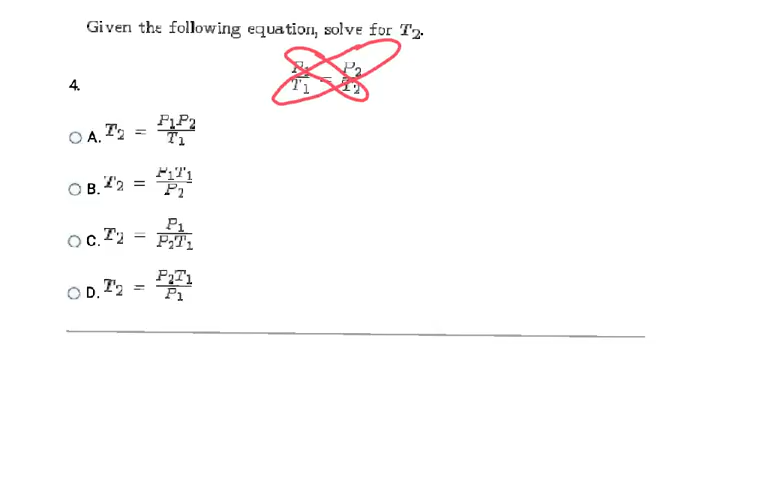 Given the following equation, solve for T₂.
4. P₁/T₁ = P₂/T₂
A. T₂ = P₁P₂/T₁
B. T₂ = P₁T₁/P₂
C. T₂ = P₁/P₂T₁
D. T₂ = P₂T₁/P₁